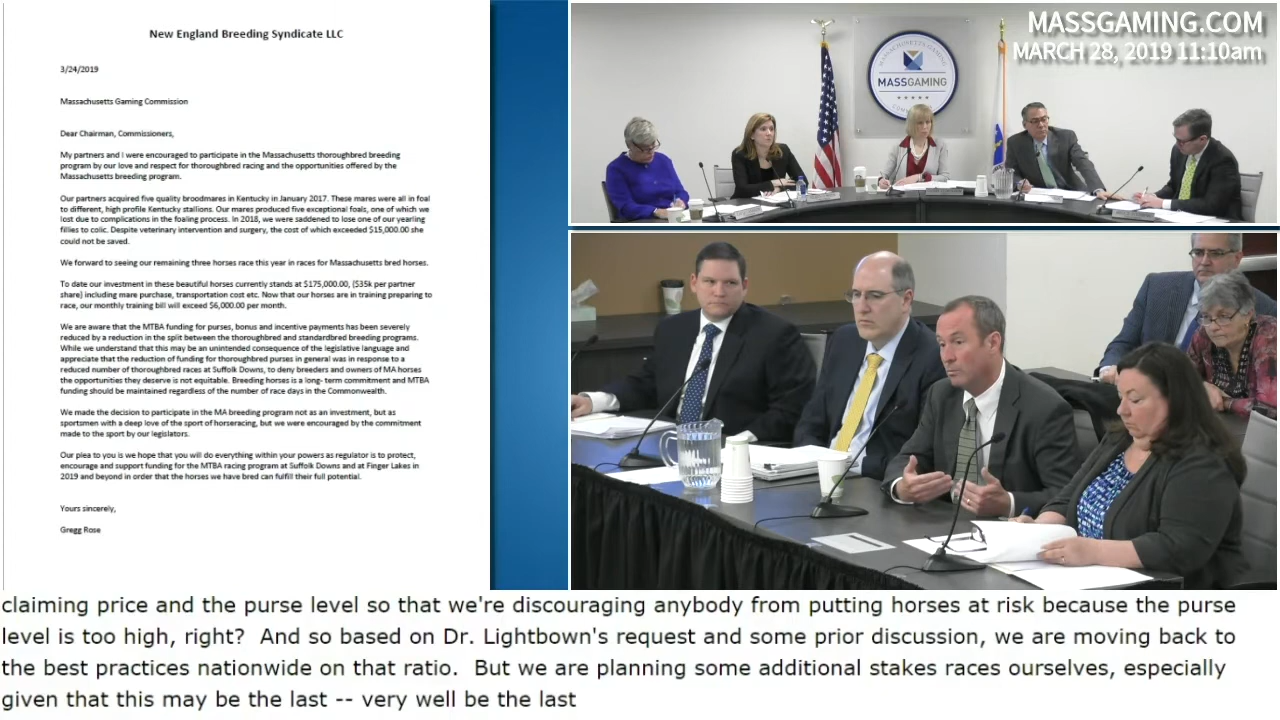 New England Breeding Syndicate LLC
3/24/2019
Massachusetts Gaming Commission
Dear Chairman, Commissioners,
My partners and I were encouraged to participate in the Massachusetts thoroughbred breeding
program by our love and respect for thoroughbred racing and the opportunities offered by the
Massachusetts breeding program.
Our partners acquired five quality broodmares in Kentucky in January 2017. These mares were all in foal
to different, high profile Kentucky stallions. Our mares produced five exceptional foals, one of which we
lost due to complications in the foaling process. In 2018, we were saddened to lose one of our yearling
fillies to colic. Despite veterinary intervention and surgery, the cost of which exceeded $15,000.00 she
could not be saved.
We forward to seeing our remaining three horses race this year in races for Massachusetts bred horses.
To date our investment in these beautiful horses currently stands at $175,000.00, ($35k per partner
share) including mare purchase, transportation cost etc. Now that our horses are in training preparing to
race, our monthly training bill will exceed $6,000.00 per month.
We are aware that the MTBA funding for purses, bonus and incentive payments has been severely
reduced by a reduction in the split between the thoroughbred and standardbred breeding programs.
While we understand that this may be an unintended consequence of the legislative language and
appreciate that the reduction of funding for thoroughbred purses in general was in response to a
reduced number of thoroughbred races at Suffolk Downs, to deny breeders and owners of MA horses
the opportunities they deserve is not equitable. Breeding horses is a long- term commitment and MTBA
funding should be maintained regardless of the number of race days in the Commonwealth.
We made the decision to participate in the MA breeding program not as an investment, but as
sportsmen with a deep love of the sport of horseracing, but we were encouraged by the commitment
made to the sport by our legislators.
Our plea to you is we hope that you will do everything within your powers as regulator is to protect,
encourage and support funding for the MTBA racing program at Suffolk Downs and at Finger Lakes in
2019 and beyond in order that the horses we have bred can fulfill their full potential.
Yours sincerely,
Gregg Rose
MASSGAMING.COM
MARCH 28, 2019 11:10am
MASSACHUSETTS GAMING
MASSGAMING
claiming price and the purse level so that we're discouraging anybody from putting horses at risk because the purse
level is too high, right?  And so based on Dr. Lightbown's request and some prior discussion, we are moving back to
the best practices nationwide on that ratio.  But we are planning some additional stakes races ourselves, especially
given that this may be the last -- very well be the last